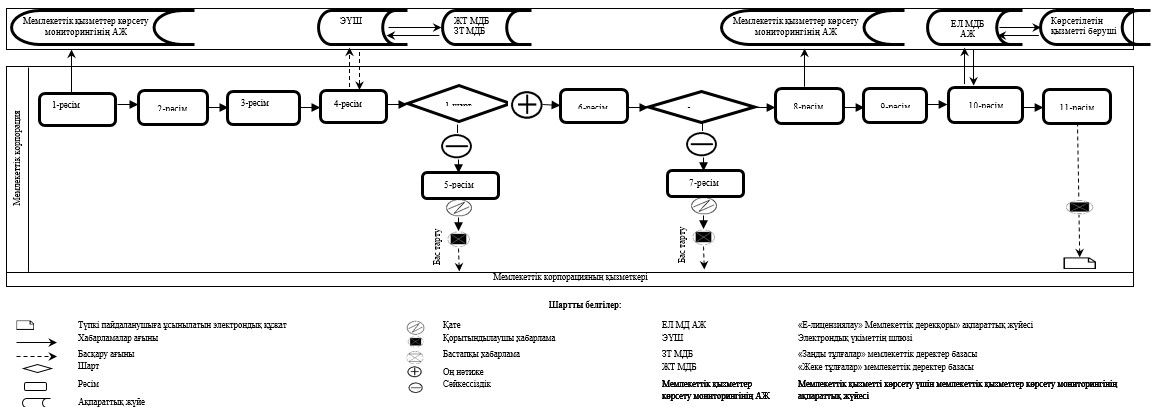 Мемлекеттік қызметтер көрсету
мониторингінің АЖ
ЭҮШ
ЖТ МДБ
ЗТ МДБ
Мемлекеттік қызметтер көрсету
мониторингінің АЖ
ЕЛ МДБ
АЖ
Көрсетілетін
қызметті беруші
Мемлекеттік корпорация
1-рәсім
2-рәсім
3-рәсім
4-рәсім
6-рәсім
8-рәсім
9-рәсім
10-рәсім
11-рәсім
5-рәсім
7-рәсім
Бас тарту
Бас тарту
Мемлекеттік корпорацияның қызметкері
Шартты белгілер:
Түпкі пайдаланушыға ұсынылатын электрондық құжат
Хабарламалар ағыны
Басқару ағыны
Шарт
Рәсім
Ақпараттық жүйе
Қате
Қорытындылаушы хабарлама
Бастапқы хабарлама
Оң нәтиже
Сәйкессіздік
ЕЛ МД АЖ
ЭҮШ
ЗТ МДБ
ЖТ МДБ
Мемлекеттік қызметтер
көрсету мониторингінің АЖ
«Е-лицензиялау» Мемлекеттік дерекқоры» ақпараттық жүйесі
Электрондық үкіметтің шлюзі
«Заңды тұлғалар» мемлекеттік деректер базасы
«Жеке тұлғалар» мемлекеттік деректер базасы
Мемлекеттік қызметті көрсету үшін мемлекеттік қызметтер көрсету мониторингінің
ақпараттық жүйесі